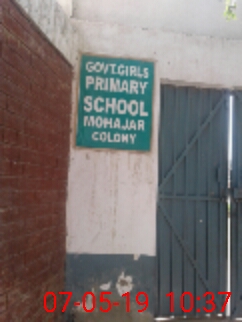 GOVT.GIRLS
PRIMARY
SCHOOL
MOHAJAR
COLONY
07-05-19 10:37